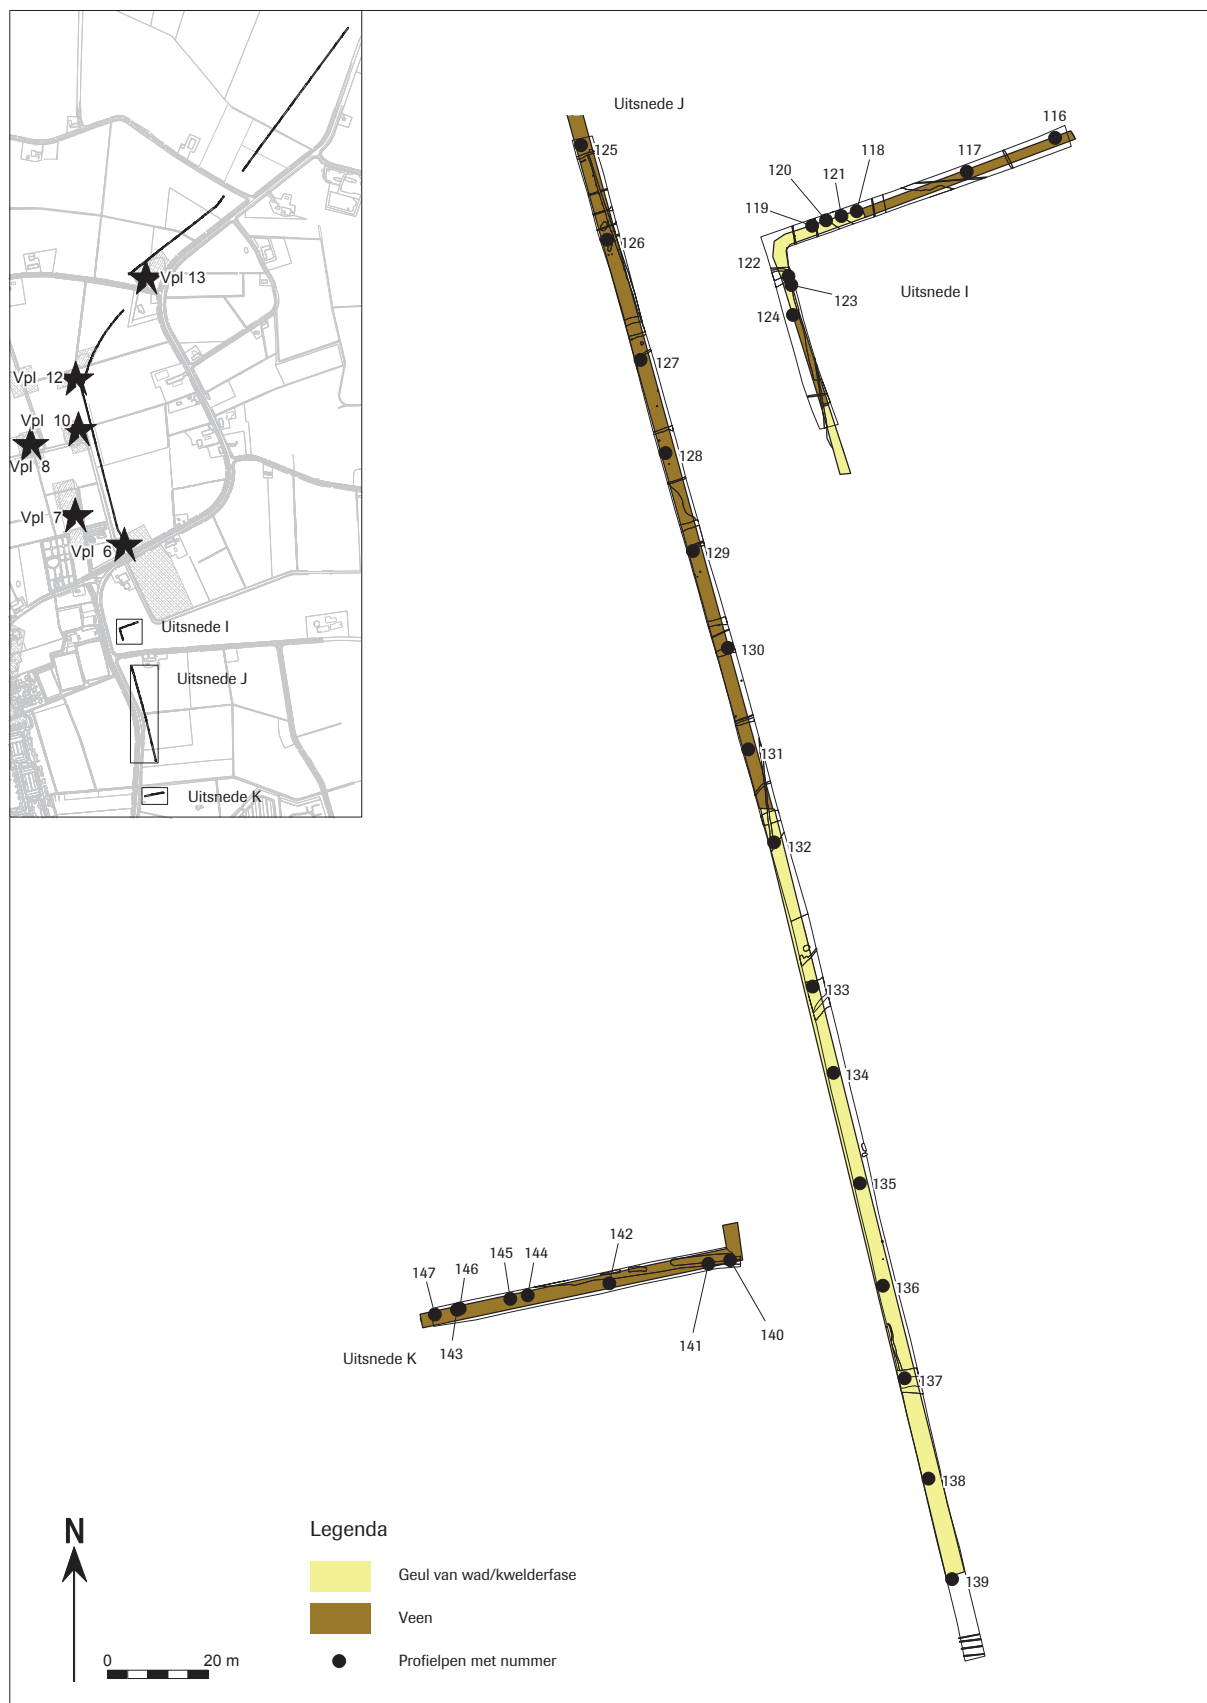 Vpl 13
Vpl 12
Vpl 10
Vpl 8
Vpl 7
Vpl 6
Uitsnede I
Uitsnede J
Uitsnede K
Uitsnede J
125
126
127
128
129
130
131
132
133
134
135
136
137
138
139
116
117
118
121
120
119
122
123
124
Uitsnede I
142
144
145
146
147
143
141
140
Uitsnede K
N
0 20 m
Legenda
Geul van wad/kwelderfase
Veen
Profielpen met nummer